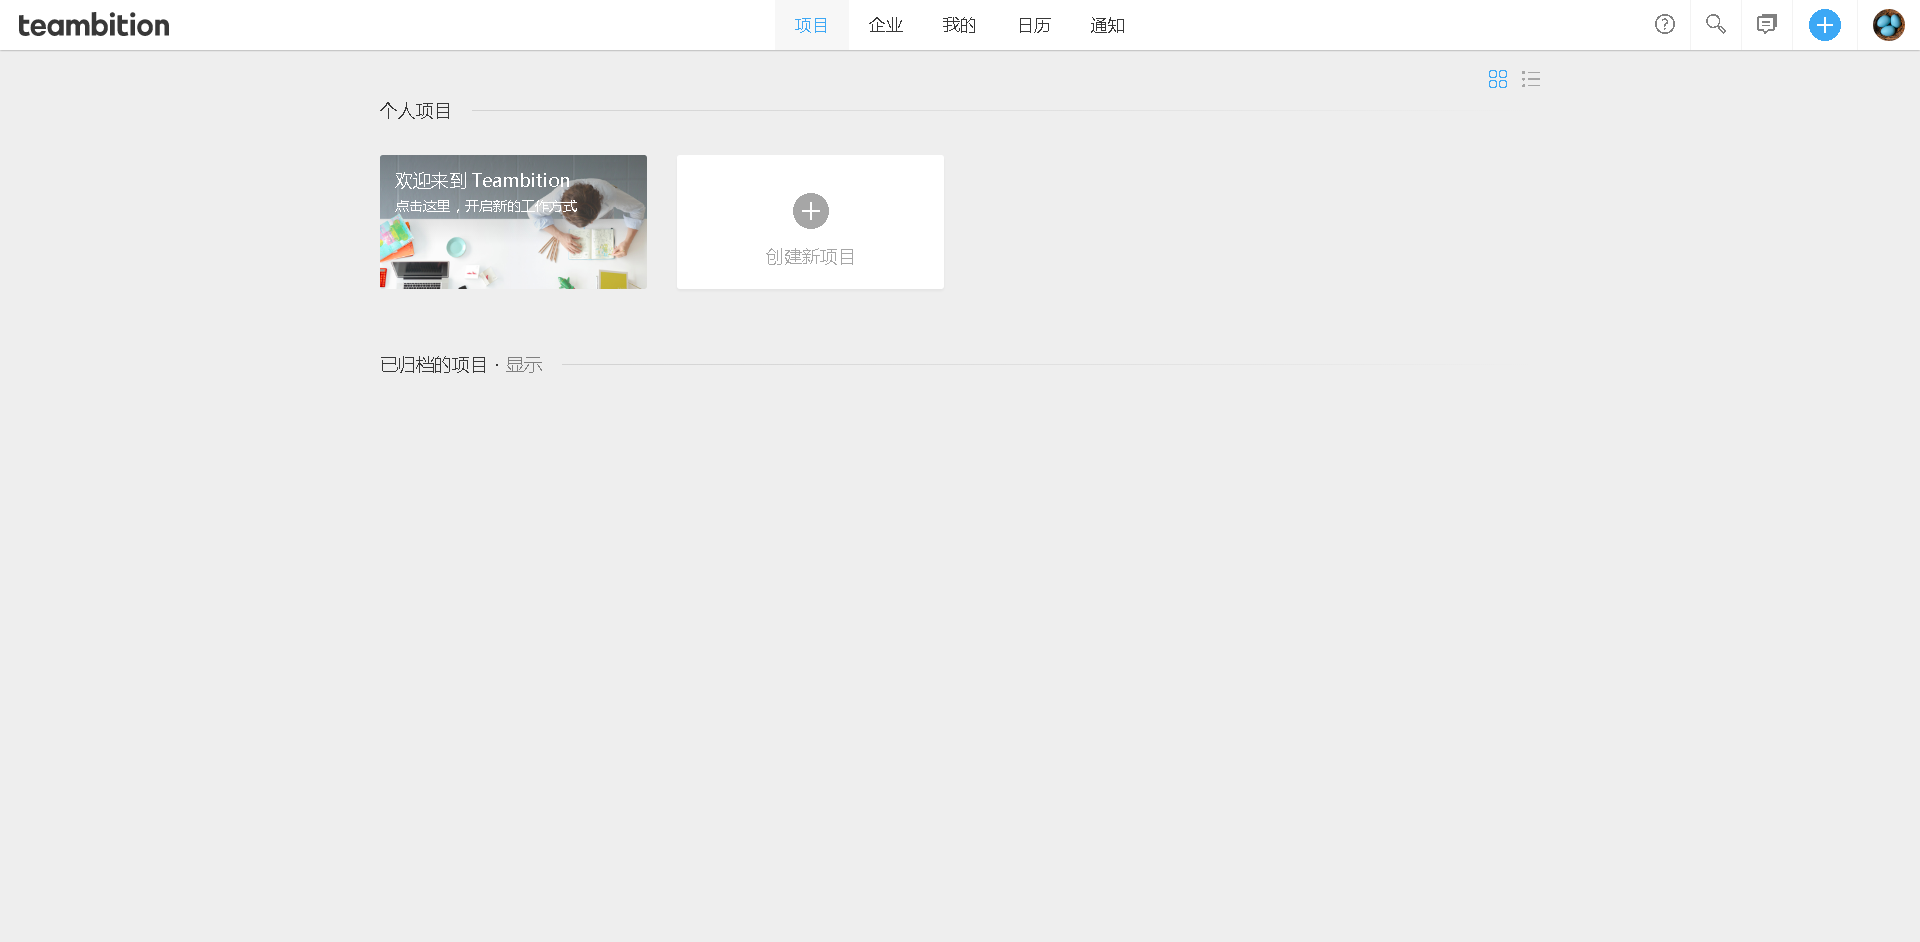 teambition 项目 企业 我的 日历 通知
个人项目
欢迎来到 Teambition
点击这里，开启新的工作方式
创建新项目
已归档的项目 · 显示